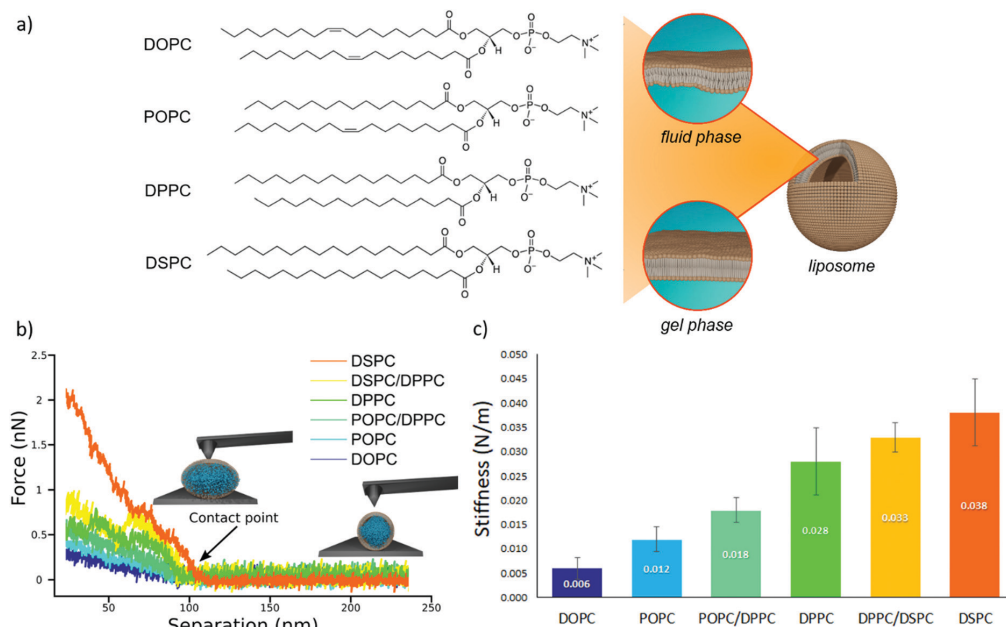 a)
DOPC
POPC
DPPC
DSPC
O
O
O
O
H
O
P
O⁻
O
O
N⁺
O
O
O
O
H
O
P
O⁻
O
O
N⁺
O
O
O
O
H
O
P
O⁻
O
O
N⁺
O
O
O
O
H
O
P
O⁻
O
O
N⁺
fluid phase
gel phase
liposome
b)
Force (nN)
2.5
2
1.5
1
0.5
0
50
100
150
200
250
Separation (nm)
DSPC
DSPC/DPPC
DPPC
POPC/DPPC
POPC
DOPC
Contact point
c)
Stiffness (N/m)
0.050
0.045
0.040
0.035
0.030
0.025
0.020
0.015
0.010
0.005
0.000
0.006
0.012
0.018
0.028
0.033
0.038
DOPC
POPC
POPC/DPPC
DPPC
DPPC/DSPC
DSPC